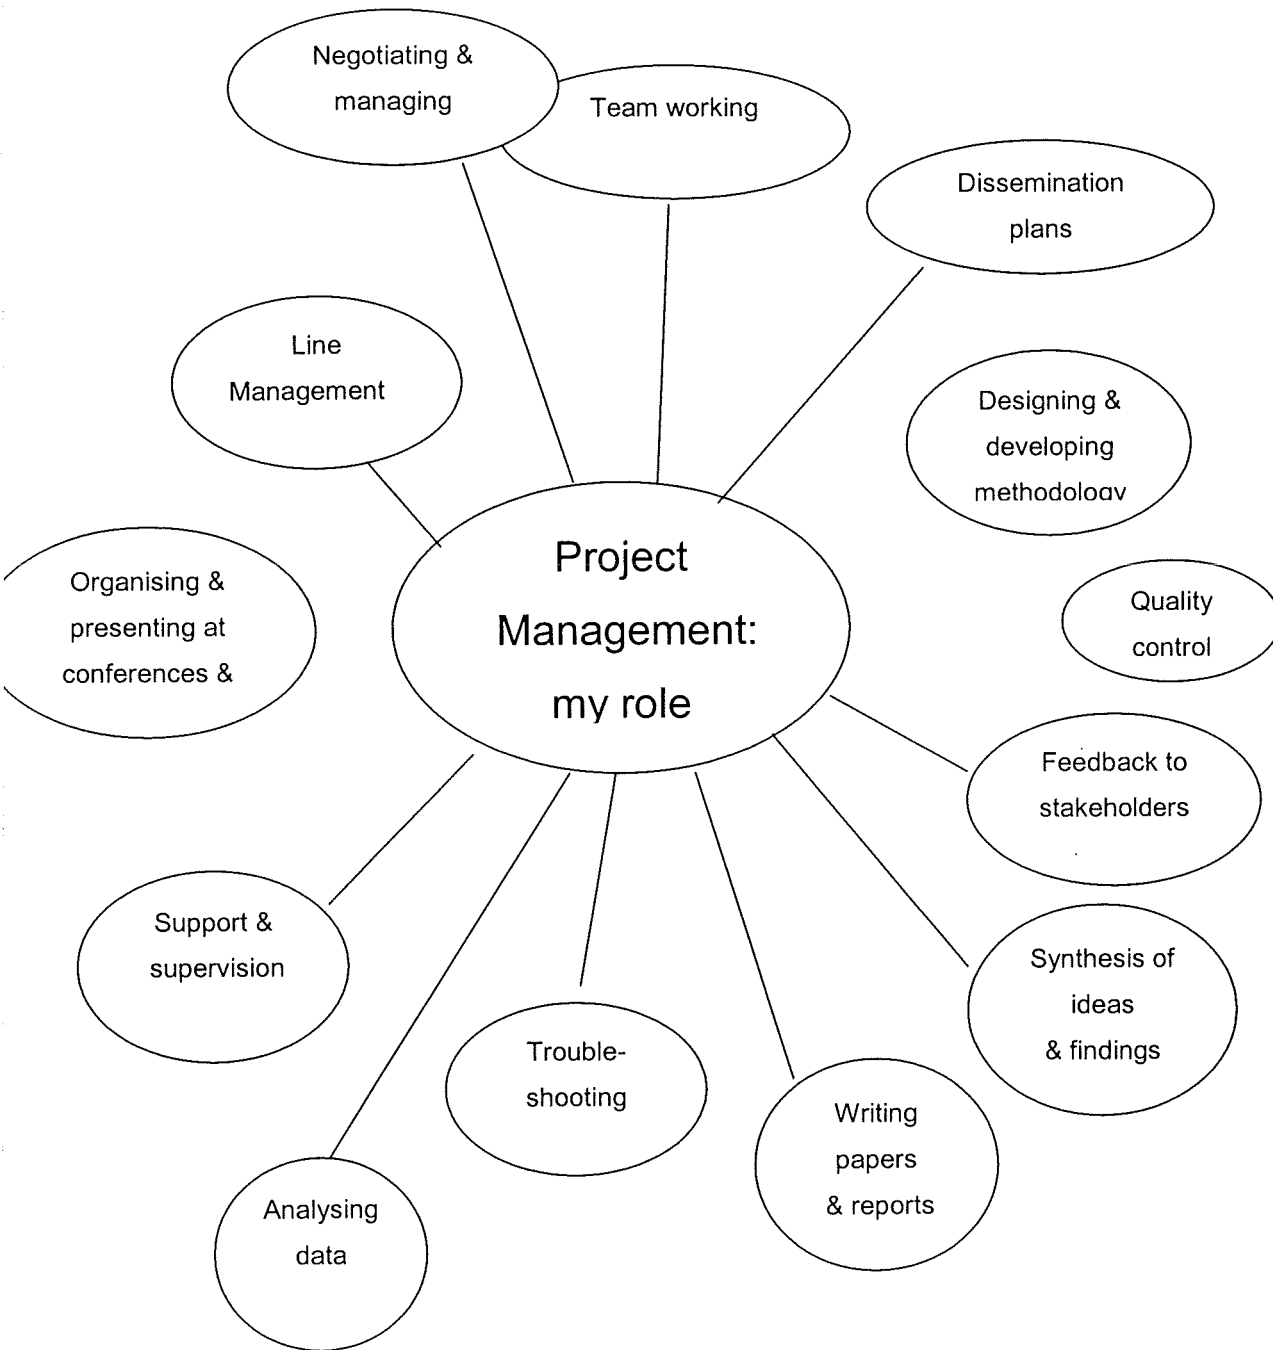 Negotiating &
managing
Team working
Dissemination
plans
Line
Management
Designing &
developing
methodology
Project
Management:
my role
Organising &
presenting at
conferences &
Quality
control
Feedback to
stakeholders
Support &
supervision
Synthesis of
ideas
& findings
Trouble-
shooting
Writing
papers
& reports
Analysing
data